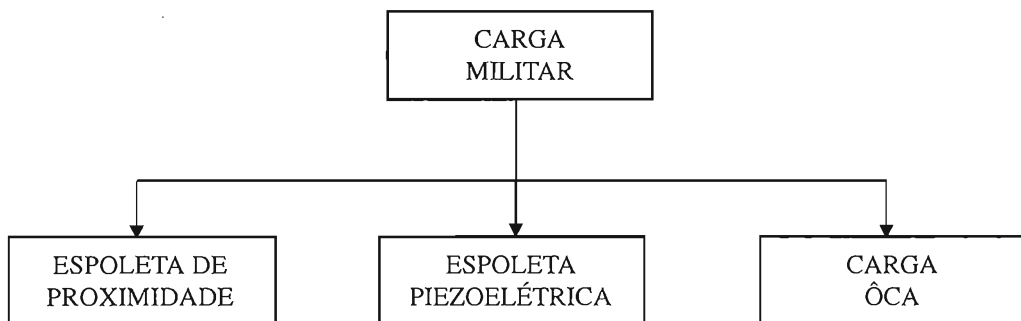 CARGA
MILITAR
ESPOLETA DE
PROXIMIDADE
ESPOLETA
PIEZOELÉTRICA
CARGA
ÔCA